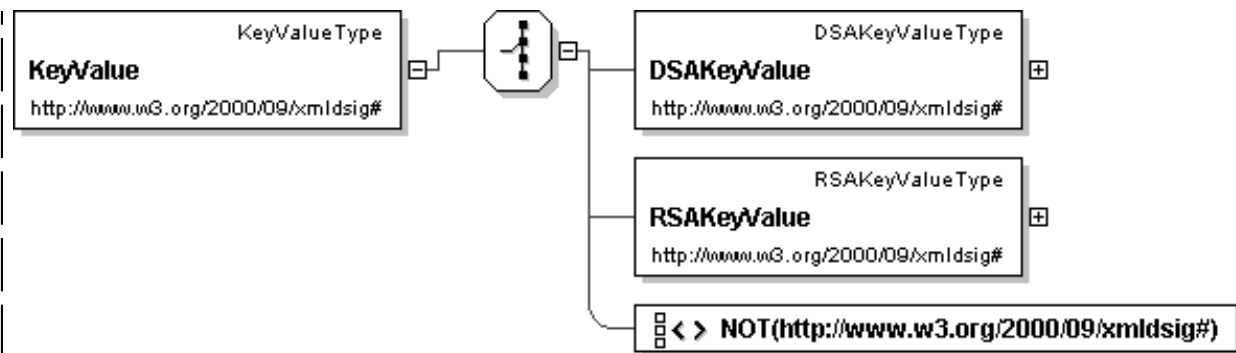 KeyValueType
KeyValue
http://www.w3.org/2000/09/xmldsig#
DSAKeyValueType
DSAKeyValue
http://www.w3.org/2000/09/xmldsig#
RSAKeyValueType
RSAKeyValue
http://www.w3.org/2000/09/xmldsig#
NOT(http://www.w3.org/2000/09/xmldsig#)